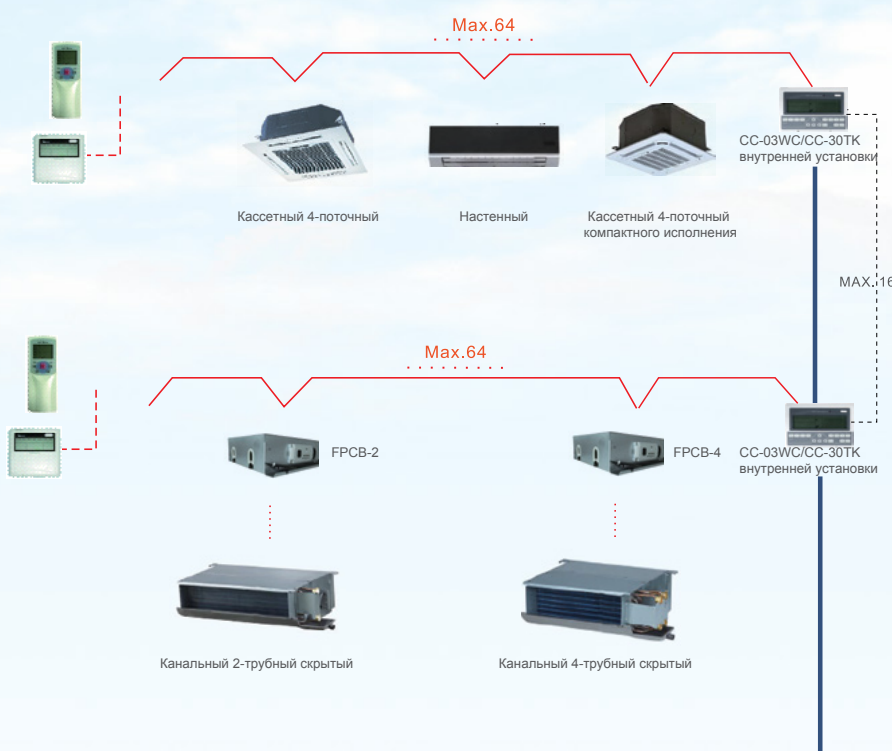 Max.64
CC-03WC/CC-30TK
внутренней установки
Кассетный 4-поточный
Настенный
Кассетный 4-поточный
компактного исполнения
MAX. 16
Max.64
FPCB-2
FPCB-4
CC-03WC/CC-30TK
внутренней установки
Канальный 2-трубный скрытый
Канальный 4-трубный скрытый